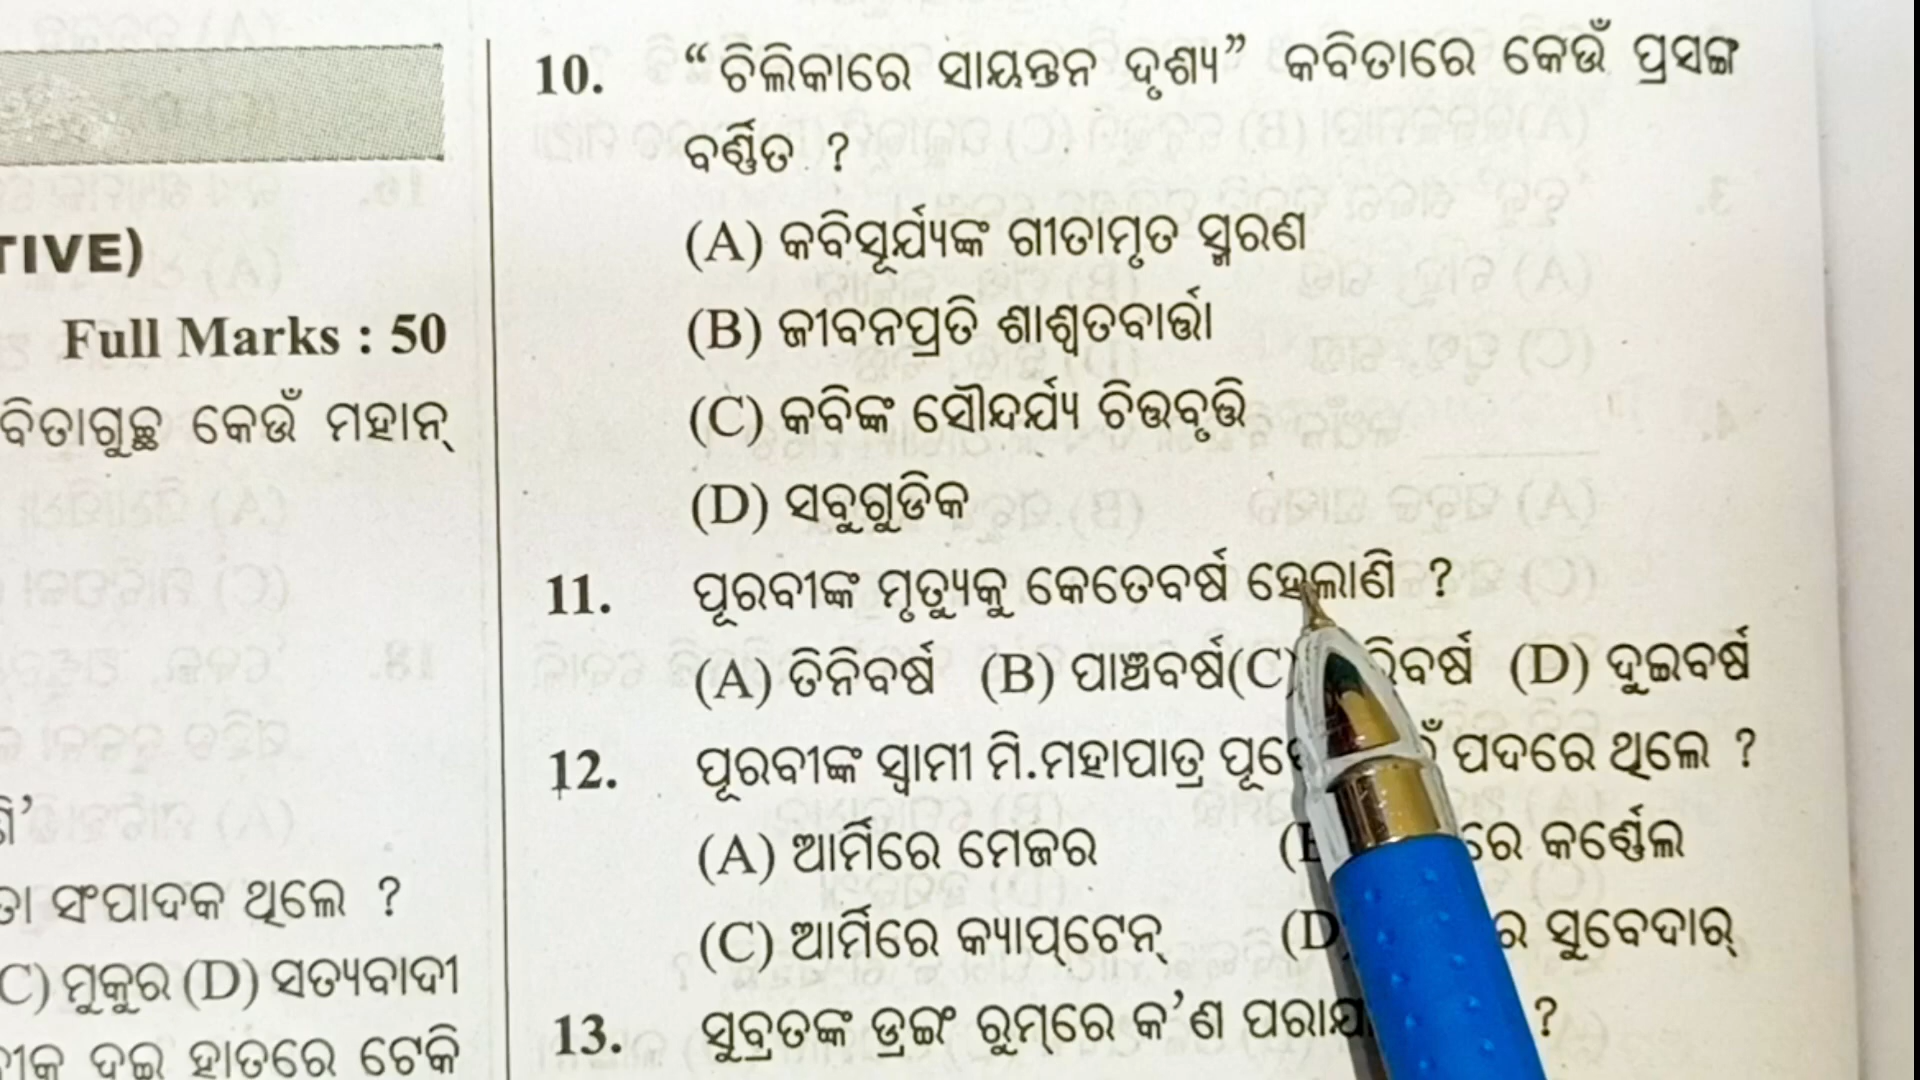 TIVE)
Full Marks : 50
ବିତାଗୁଚ୍ଛ କେଉଁ ମହାନ୍
ତା ସଂପାଦକ ଥିଲେ ?
C) ମୁକୁର (D) ସତ୍ୟବାଦୀ
ଦୁଇ ହାତରେ ଟେକି
10. “ ଚିଲିକାରେ ସାୟନ୍ତନ ଦୃଶ୍ୟ” କବିତାରେ କେଉଁ ପ୍ରସଙ୍ଗ
ବର୍ଣ୍ଣିତ ?
(A) କବିସୂର୍ଯ୍ୟଙ୍କ ଗୀତାମୃତ ସ୍ମରଣ
(B) ଜୀବନପ୍ରତି ଶାଶ୍ୱତବାର୍ତ୍ତା
(C) କବିଙ୍କ ସୌନ୍ଦର୍ଯ୍ୟ ଚିତ୍ତବୃତ୍ତି
(D) ସବୁଗୁଡିକ
11. ପୂରବୀଙ୍କ ମୃତ୍ୟୁକୁ କେତେବର୍ଷ ହେଲାଣି ?
(A) ତିନିବର୍ଷ (B) ପାଞ୍ଚବର୍ଷ(C) ରିବର୍ଷ (D) ଦୁଇବର୍ଷ
12. ପୂରବୀଙ୍କ ସ୍ୱାମୀ ମି.ମହାପାତ୍ର ପଦରେ ଥିଲେ ?
(A) ଆର୍ମିରେ ମେଜର (B ରେ କର୍ଣ୍ଣେଲ
(C) ଆର୍ମିରେ କ୍ୟାପ୍‌ଟେନ୍ (D ର ସୁବେଦାର୍
13. ସୁବ୍ରତଙ୍କ ଡ୍ରଇଂ ରୁମ୍‌ରେ କ’ଣ ପରାଯା ?